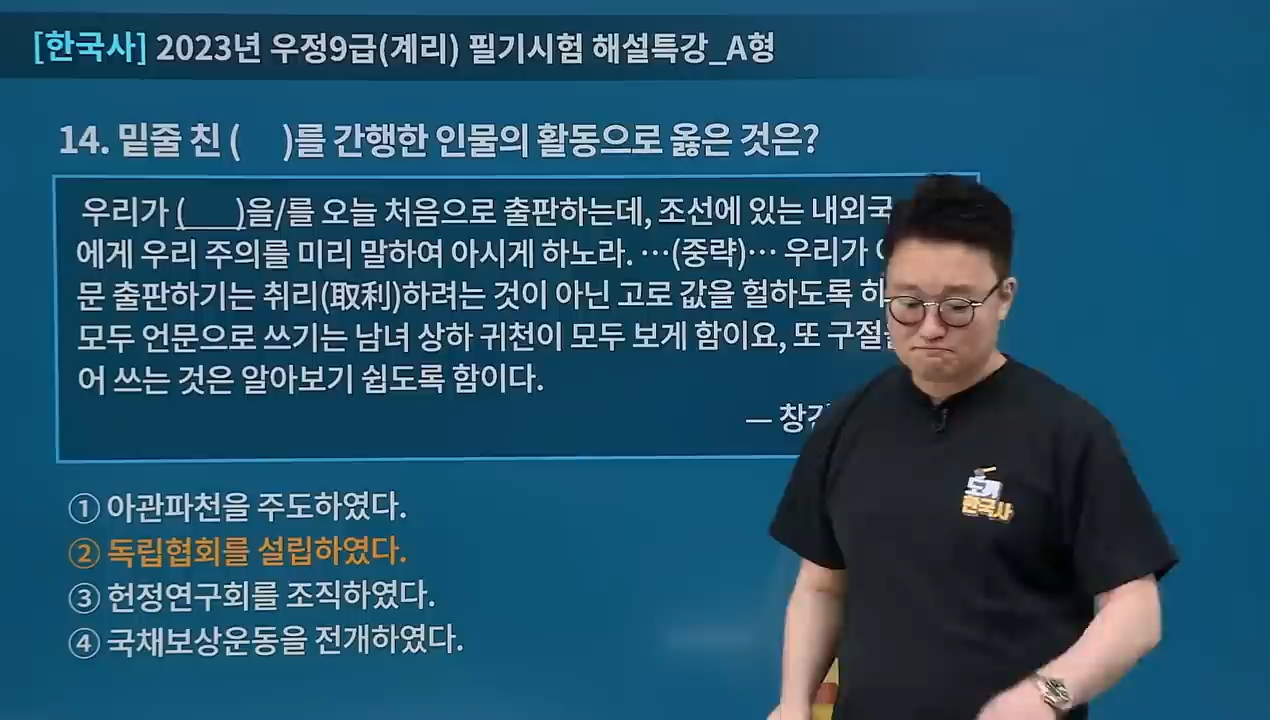 [한국사] 2023년 우정9급(계리) 필기시험 해설특강_A형
14. 밑줄 친 (      )를 간행한 인물의 활동으로 옳은 것은?
우리가 (____)을/를 오늘 처음으로 출판하는데, 조선에 있는 내외국
에게 우리 주의를 미리 말하여 아시게 하노라. …(중략)… 우리가
문 출판하기는 취리(取利)하려는 것이 아닌 고로 값을 헐하도록
모두 언문으로 쓰기는 남녀 상하 귀천이 모두 보게 함이요, 또
어 쓰는 것은 알아보기 쉽도록 함이다.
—
① 아관파천을 주도하였다.
② 독립협회를 설립하였다.
③ 헌정연구회를 조직하였다.
④ 국채보상운동을 전개하였다.
한국사